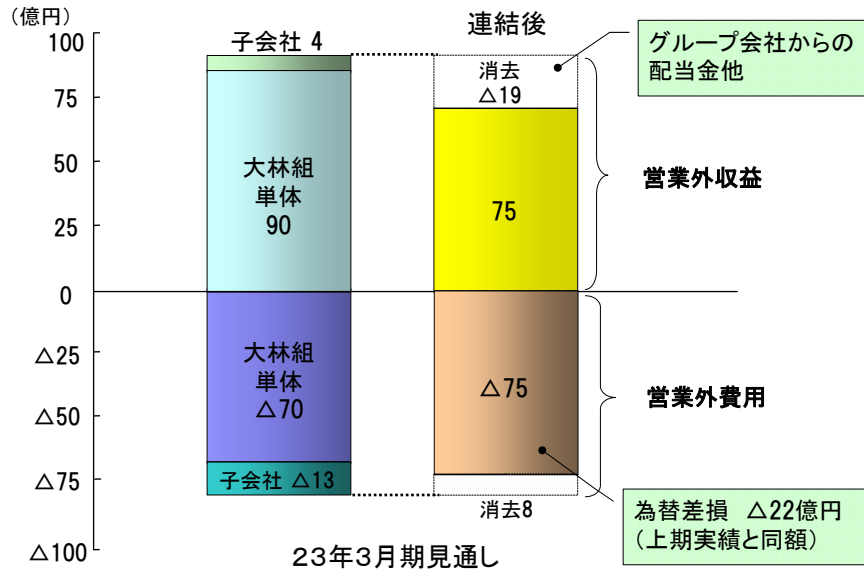 (億円)
連結後
100
75
50
25
0
△25
△50
△75
△100
子会社 4
大林組
単体
90
大林組
単体
△70
子会社 △13
消去
△19
75
△75
消去8
グループ会社からの
配当金他
営業外収益
営業外費用
為替差損 △22億円
(上期実績と同額)
23年3月期見通し